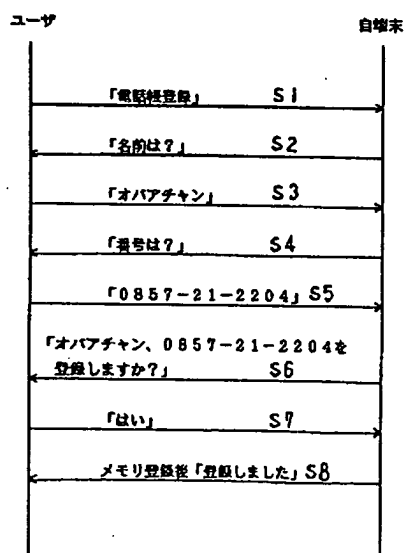 ユーザ 自端末
「電話帳登録」 S1
「名前は？」 S2
「オバアチャン」 S3
「番号は？」 S4
「0857-21-2204」 S5
「オバアチャン、0857-21-2204を
登録しますか？」 S6
「はい」 S7
メモリ登録後「登録しました」 S8